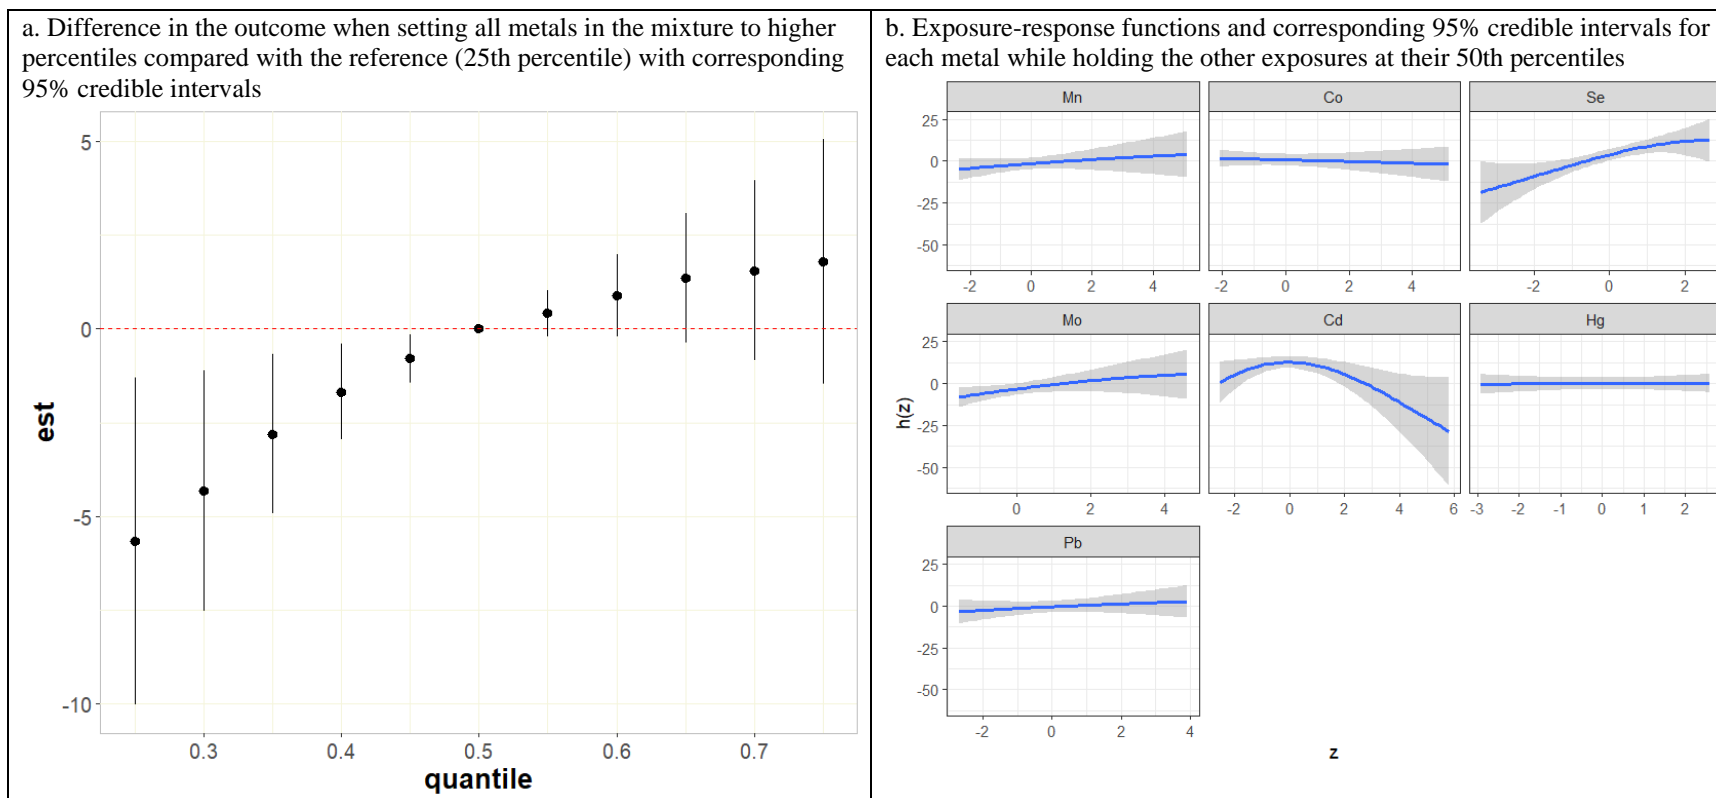 a. Difference in the outcome when setting all metals in the mixture to higher
percentiles compared with the reference (25th percentile) with corresponding
95% credible intervals
5
0
-5
-10
est
0.3 0.4 0.5 0.6 0.7
quantile
b. Exposure-response functions and corresponding 95% credible intervals for
each metal while holding the other exposures at their 50th percentiles
Mn Co Se
25
0
-25
-50
-2 0 2 4 -2 0 2 4 -2 0 2
Mo Cd Hg
25
0
-25
-50
h(z)
0 2 4 -2 0 2 4 6 -3 -2 -1 0 1 2
Pb
25
0
-25
-50
-2 0 2 4
z